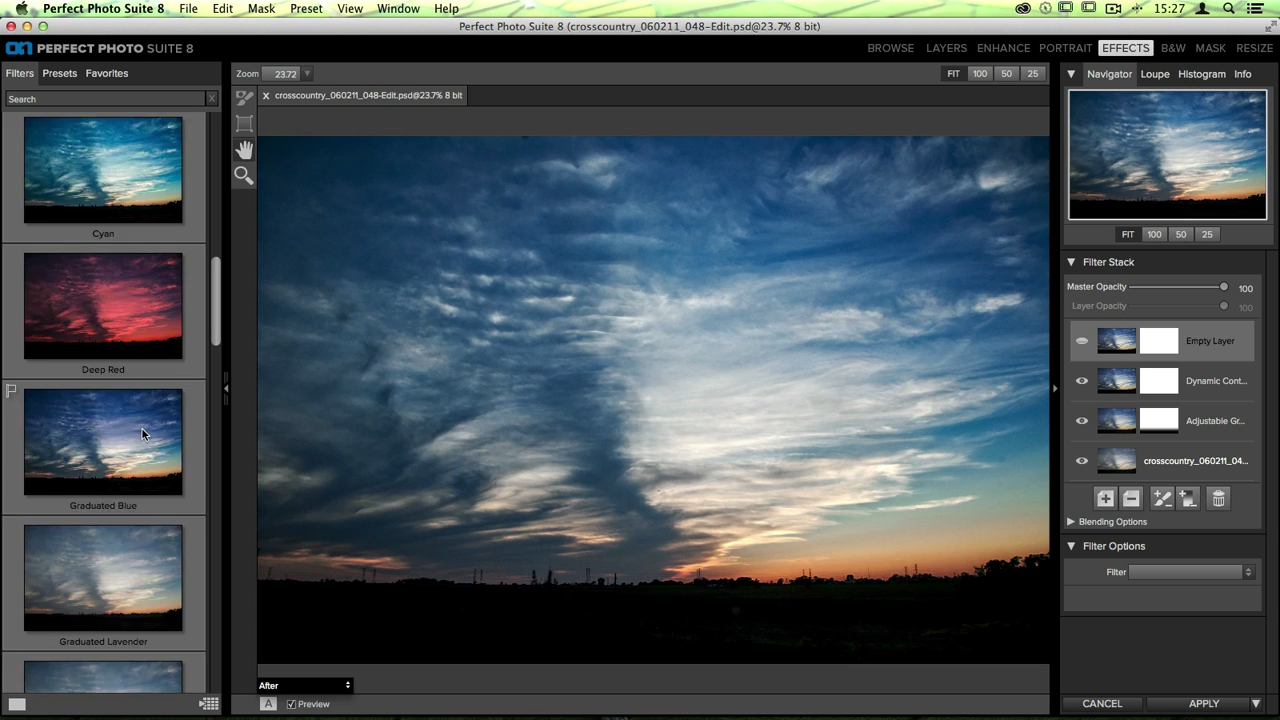 Perfect Photo Suite 8 File Edit Mask Preset View Window Help 15:27
Perfect Photo Suite 8 (crosscountry_060211_048-Edit.psd@23.7% 8 bit)
on PERFECT PHOTO SUITE 8 BROWSE LAYERS ENHANCE PORTRAIT EFFECTS B&W MASK RESIZE
Filters Presets Favorites
Zoom 23.72 FIT 100 50 25
Navigator Loupe Histogram Info
Search X
x crosscountry_060211_048-Edit.psd@23.7% 8 bit
Cyan
Deep Red
Graduated Blue
Graduated Lavender
FIT 100 50 25
Filter Stack
Master Opacity 100
Layer Opacity 100
Empty Layer
Dynamic Cont...
Adjustable Gr...
crosscountry_060211_04...
Blending Options
Filter Options
Filter
After
A Preview
CANCEL APPLY